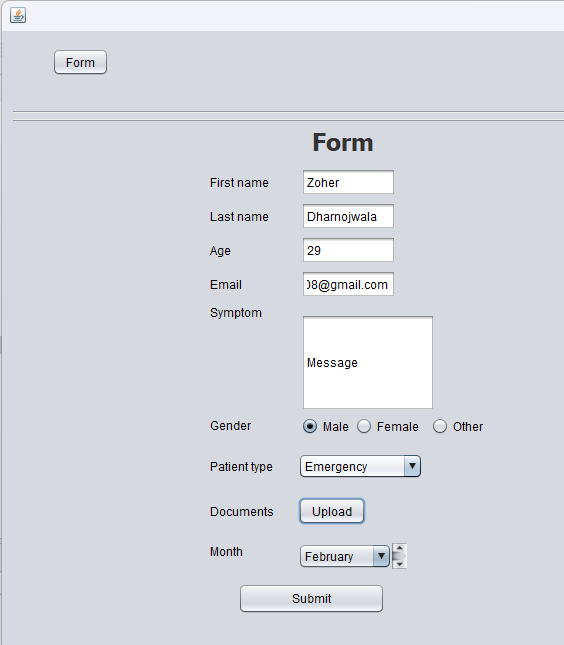 Form
Form
First name Zoher
Last name Dharnojwala
Age 29
Email 08@gmail.com
Symptom
Message
Gender Male Female Other
Patient type Emergency
Documents Upload
Month February
Submit